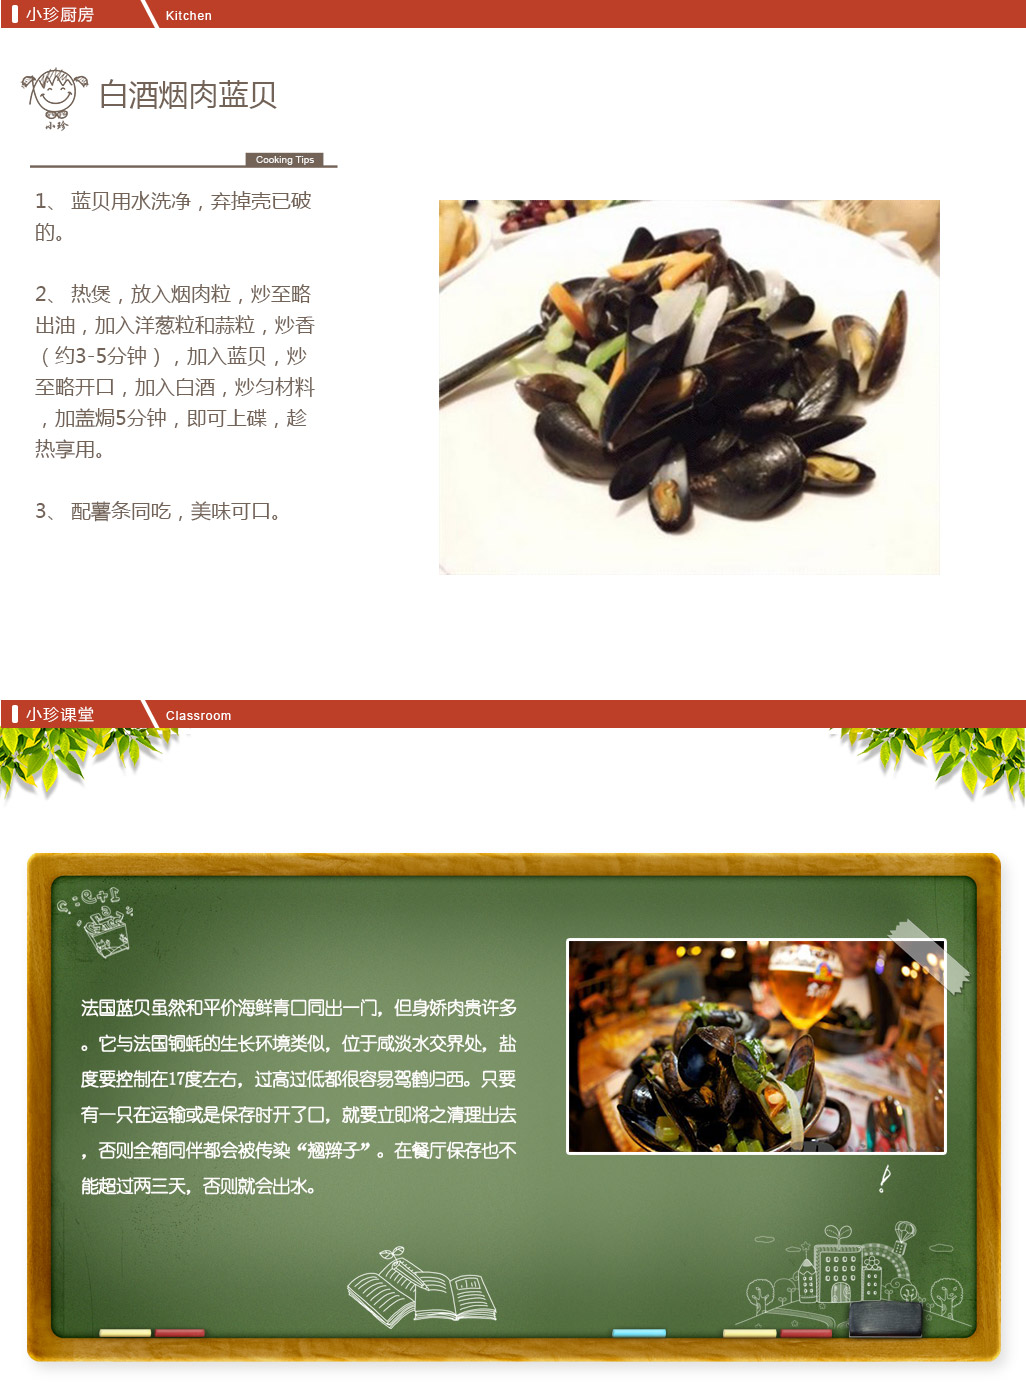 小珍厨房
Kitchen
白酒烟肉蓝贝
小珍
Cooking Tips
1、 蓝贝用水洗净，弃掉壳已破
的。
2、 热煲，放入烟肉粒，炒至略
出油，加入洋葱粒和蒜粒，炒香
（约3-5分钟），加入蓝贝，炒
至略开口，加入白酒，炒匀材料
，加盖焗5分钟，即可上碟，趁
热享用。
3、 配薯条同吃，美味可口。
小珍课堂
Classroom
法国蓝贝虽然和平价海鲜青口同出一门，但身娇肉贵许多
。它与法国铜蚝的生长环境类似，位于咸淡水交界处，盐
度要控制在17度左右，过高过低都很容易驾鹤归西。只要
有一只在运输或是保存时开了口，就要立即将之清理出去
，否则全箱同伴都会被传染“翘辫子”。在餐厅保存也不
能超过两三天，否则就会出水。